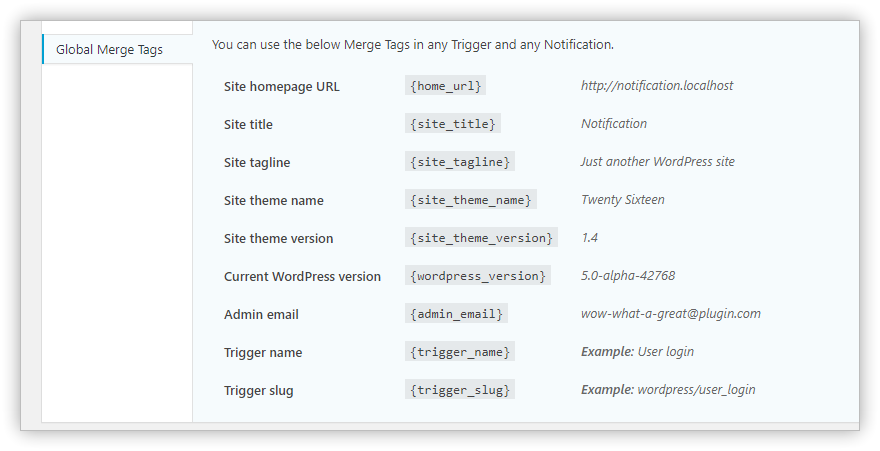 Global Merge Tags
You can use the below Merge Tags in any Trigger and any Notification.
Site homepage URL {home_url} http://notification.localhost
Site title {site_title} Notification
Site tagline {site_tagline} Just another WordPress site
Site theme name {site_theme_name} Twenty Sixteen
Site theme version {site_theme_version} 1.4
Current WordPress version {wordpress_version} 5.0-alpha-42768
Admin email {admin_email} wow-what-a-great@plugin.com
Trigger name {trigger_name} Example: User login
Trigger slug {trigger_slug} Example: wordpress/user_login